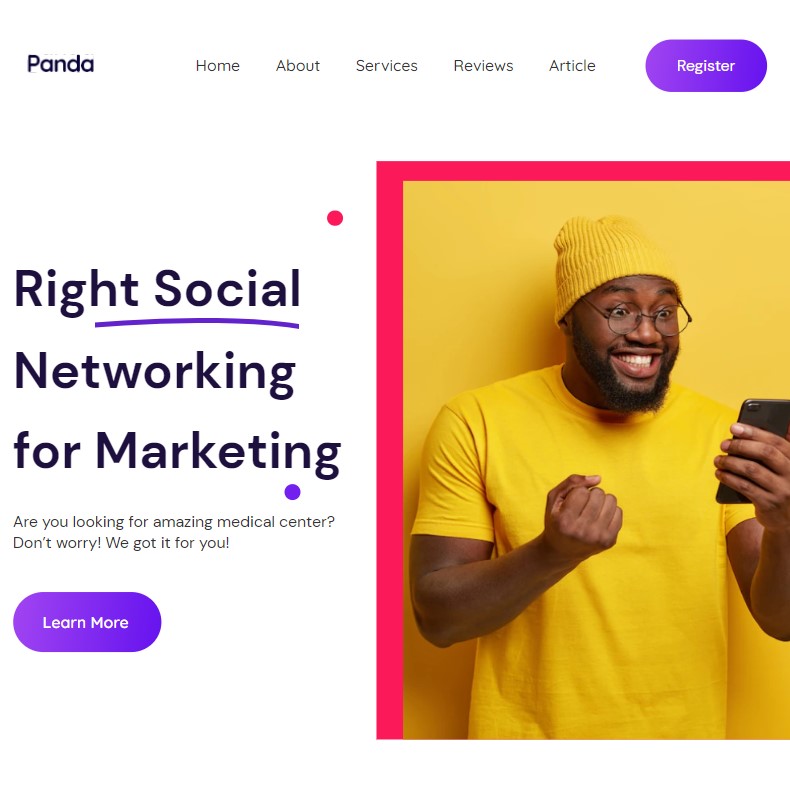 Panda
Home About Services Reviews Article Register
Right Social
Networking
for Marketing
Are you looking for amazing medical center?
Don't worry! We got it for you!
Learn More